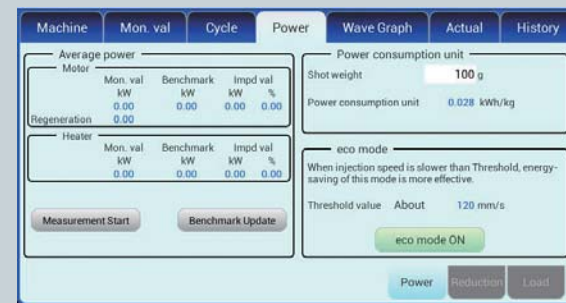 Machine Mon. val Cycle Power Wave Graph Actual History
Average power
Motor
Mon. val Benchmark Impd val
kW kW kW %
0.00 0.00 0.00 0.00
Regeneration 0.00
Heater
Mon. val Benchmark Impd val
kW kW kW %
0.00 0.00 0.00 0.00
Measurement Start Benchmark Update
Power consumption unit
Shot weight 100 g
Power consumption unit 0.028 kWh/kg
eco mode
When injection speed is slower than Threshold, energy-
saving of this mode is more effective.
Threshold value About 120 mm/s
eco mode ON
Power Reduction Load